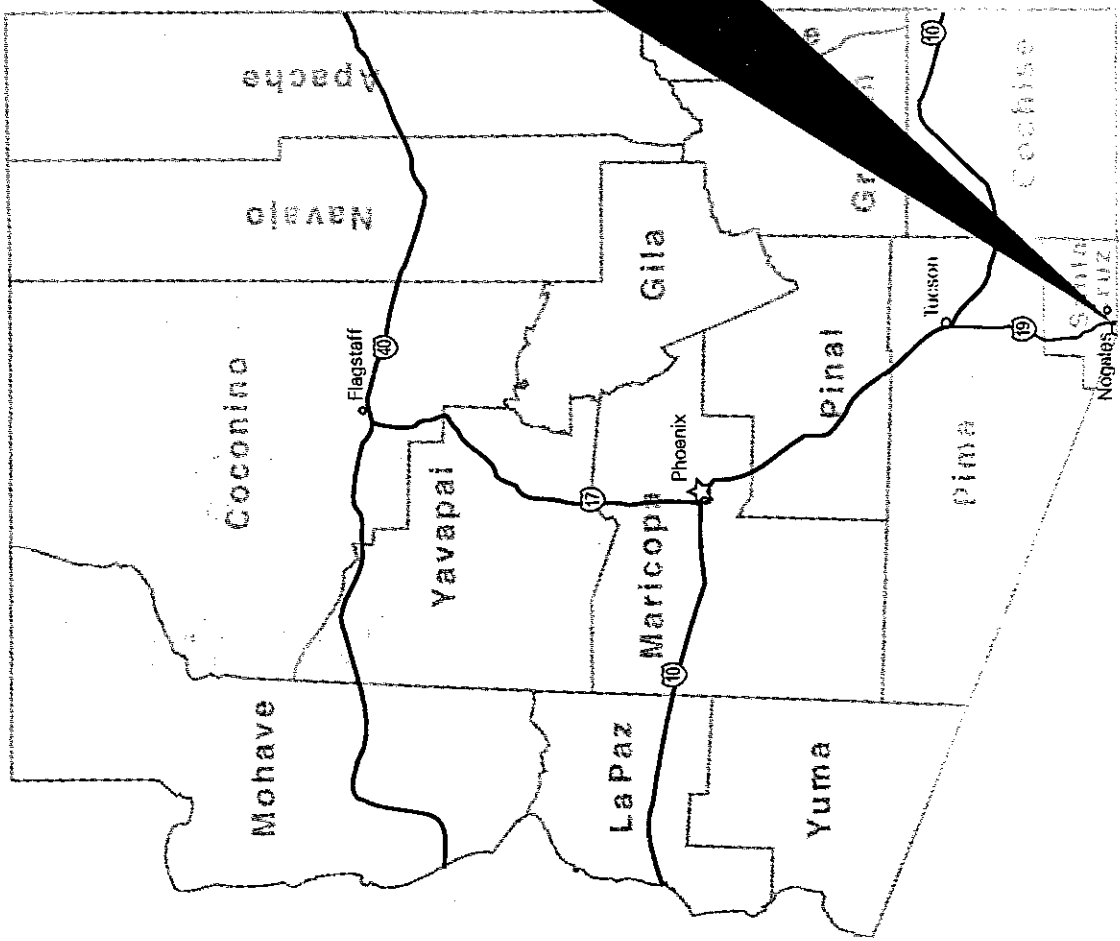 Mohave
Coconino
Navajo
Apache
Flagstaff
40
Yavapai
17
Gila
La Paz
10
Maricopa
Phoenix
Yuma
Pinal
Pima
Tucson
19
10
Cochise
Nogales